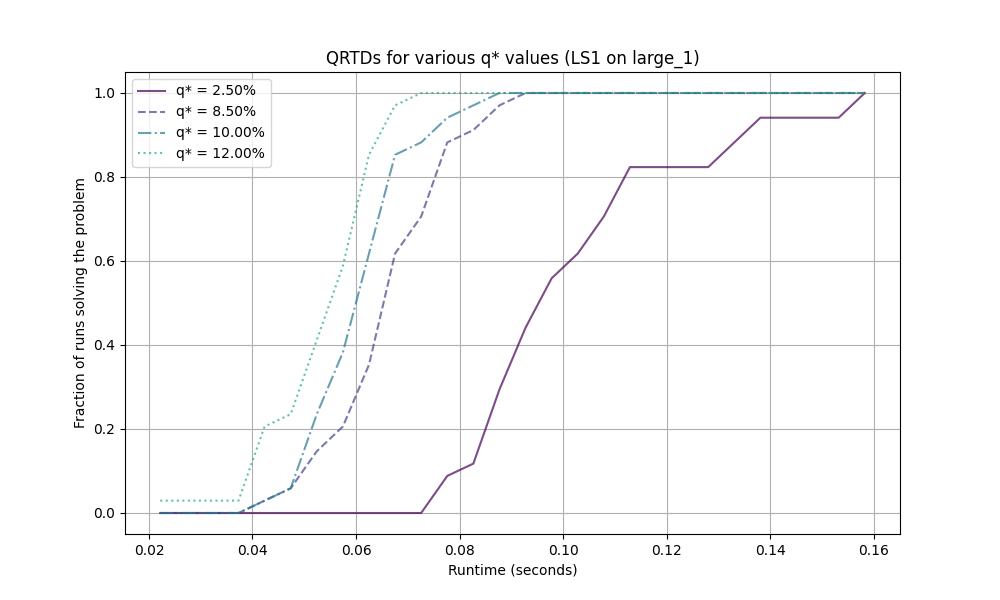 QRTDs for various q* values (LS1 on large_1)
q* = 2.50%
q* = 8.50%
q* = 10.00%
q* = 12.00%
Fraction of runs solving the problem
1.0
0.8
0.6
0.4
0.2
0.0
0.02 0.04 0.06 0.08 0.10 0.12 0.14 0.16
Runtime (seconds)